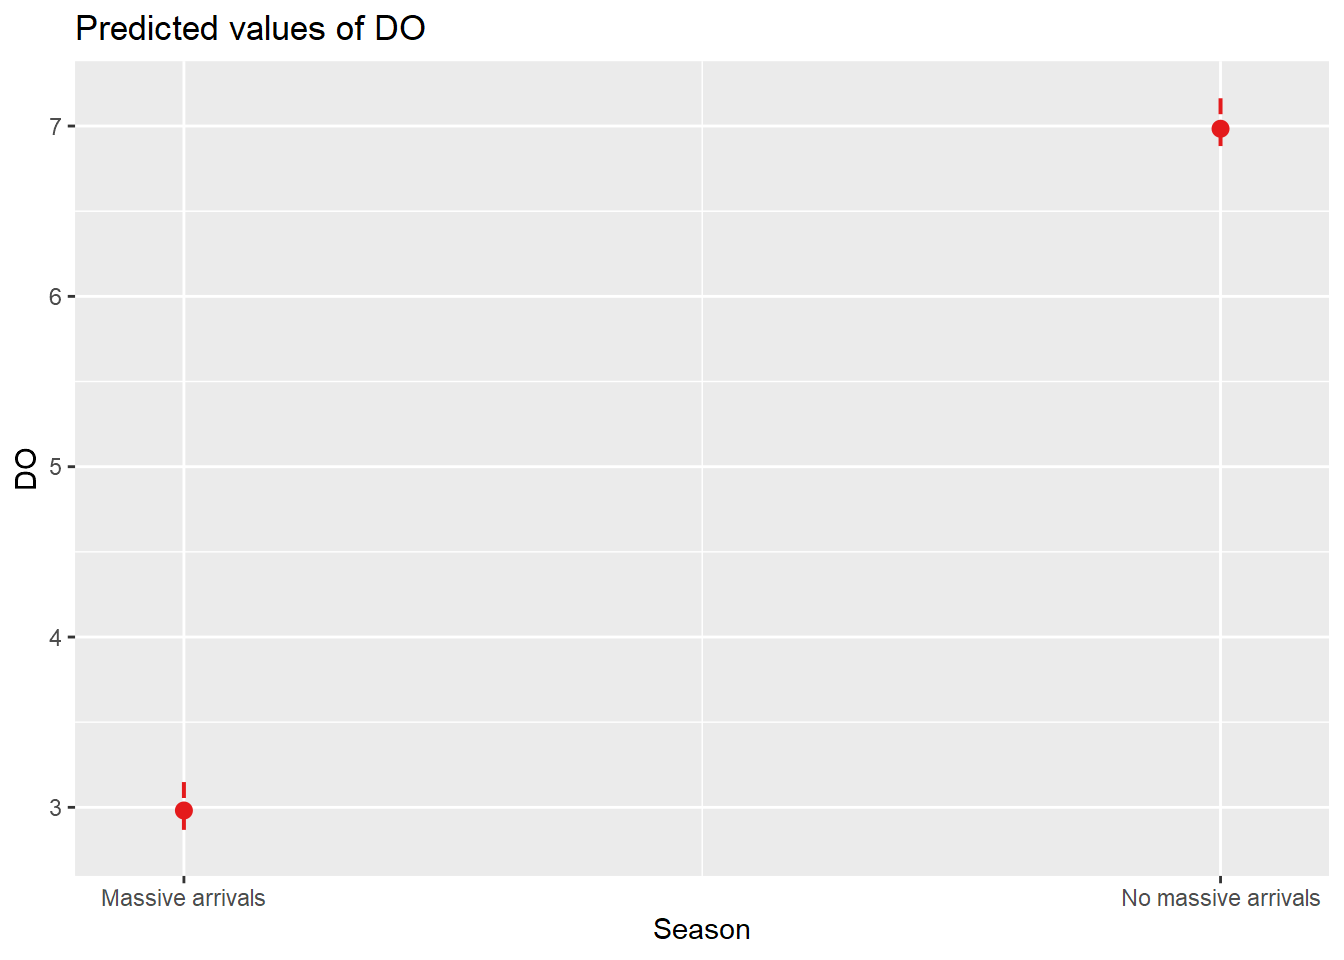 Predicted values of DO
DO
7
6
5
4
3
Massive arrivals
No massive arrivals
Season